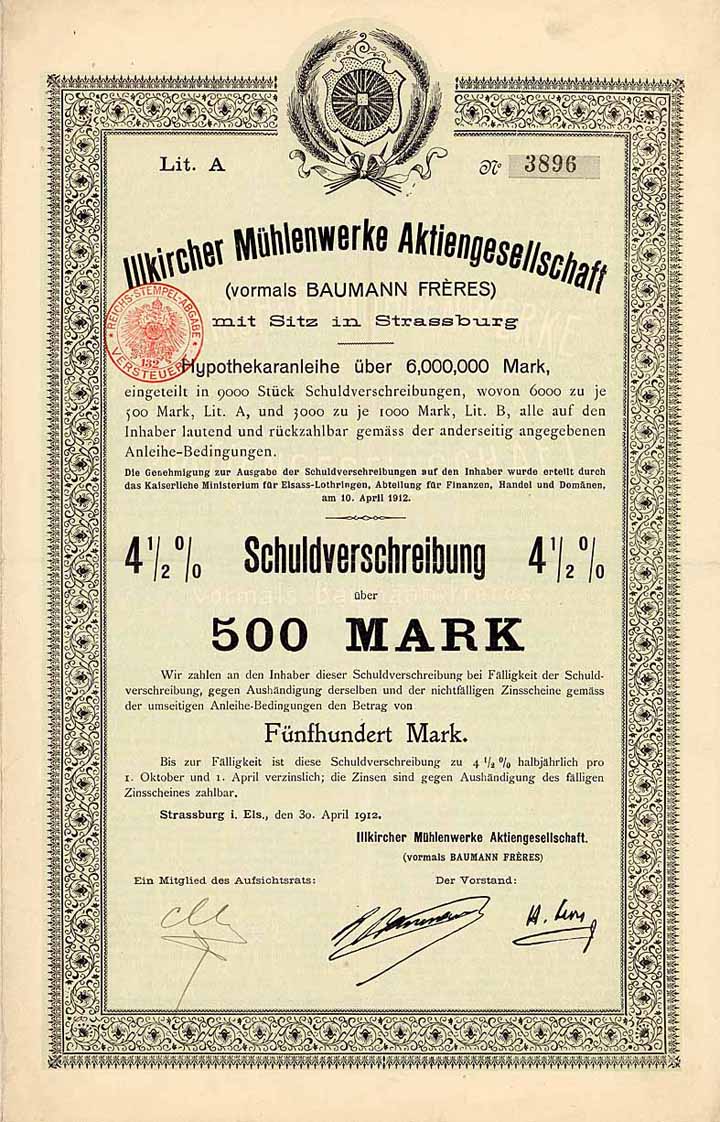 Lit. A
№ 3896
Illkircher Mühlenwerke Aktiengesellschaft
(vormals BAUMANN FRÈRES)
mit Sitz in Strassburg
REICHS-STEMPEL-ABGABE
132
VERSTEUERT
Hypothekaranleihe über 6,000,000 Mark,
eingeteilt in 9000 Stück Schuldverschreibungen, wovon 6000 zu je
500 Mark, Lit. A, und 3000 zu je 1000 Mark, Lit. B, alle auf den
Inhaber lautend und rückzahlbar gemäss der anderseitig angegebenen
Anleihe-Bedingungen.
Die Genehmigung zur Ausgabe der Schuldverschreibungen auf den Inhaber wurde erteilt durch
das Kaiserliche Ministerium für Elsass-Lothringen, Abteilung für Finanzen, Handel und Domänen,
am 10. April 1912.
4 1/2 % Schuldverschreibung 4 1/2 %
über
vormals Baumann Frères
500 MARK
Wir zahlen an den Inhaber dieser Schuldverschreibung bei Fälligkeit der Schuld-
verschreibung, gegen Aushändigung derselben und der nichtfälligen Zinsscheine gemäss
der umseitigen Anleihe-Bedingungen den Betrag von
Fünfhundert Mark.
Bis zur Fälligkeit ist diese Schuldverschreibung zu 4 1/2 % halbjährlich pro
1. Oktober und 1. April verzinslich; die Zinsen sind gegen Aushändigung des fälligen
Zinsscheines zahlbar.
Strassburg i. Els., den 30. April 1912.
Illkircher Mühlenwerke Aktiengesellschaft.
(vormals BAUMANN FRÈRES)
Ein Mitglied des Aufsichtsrats:
Der Vorstand: